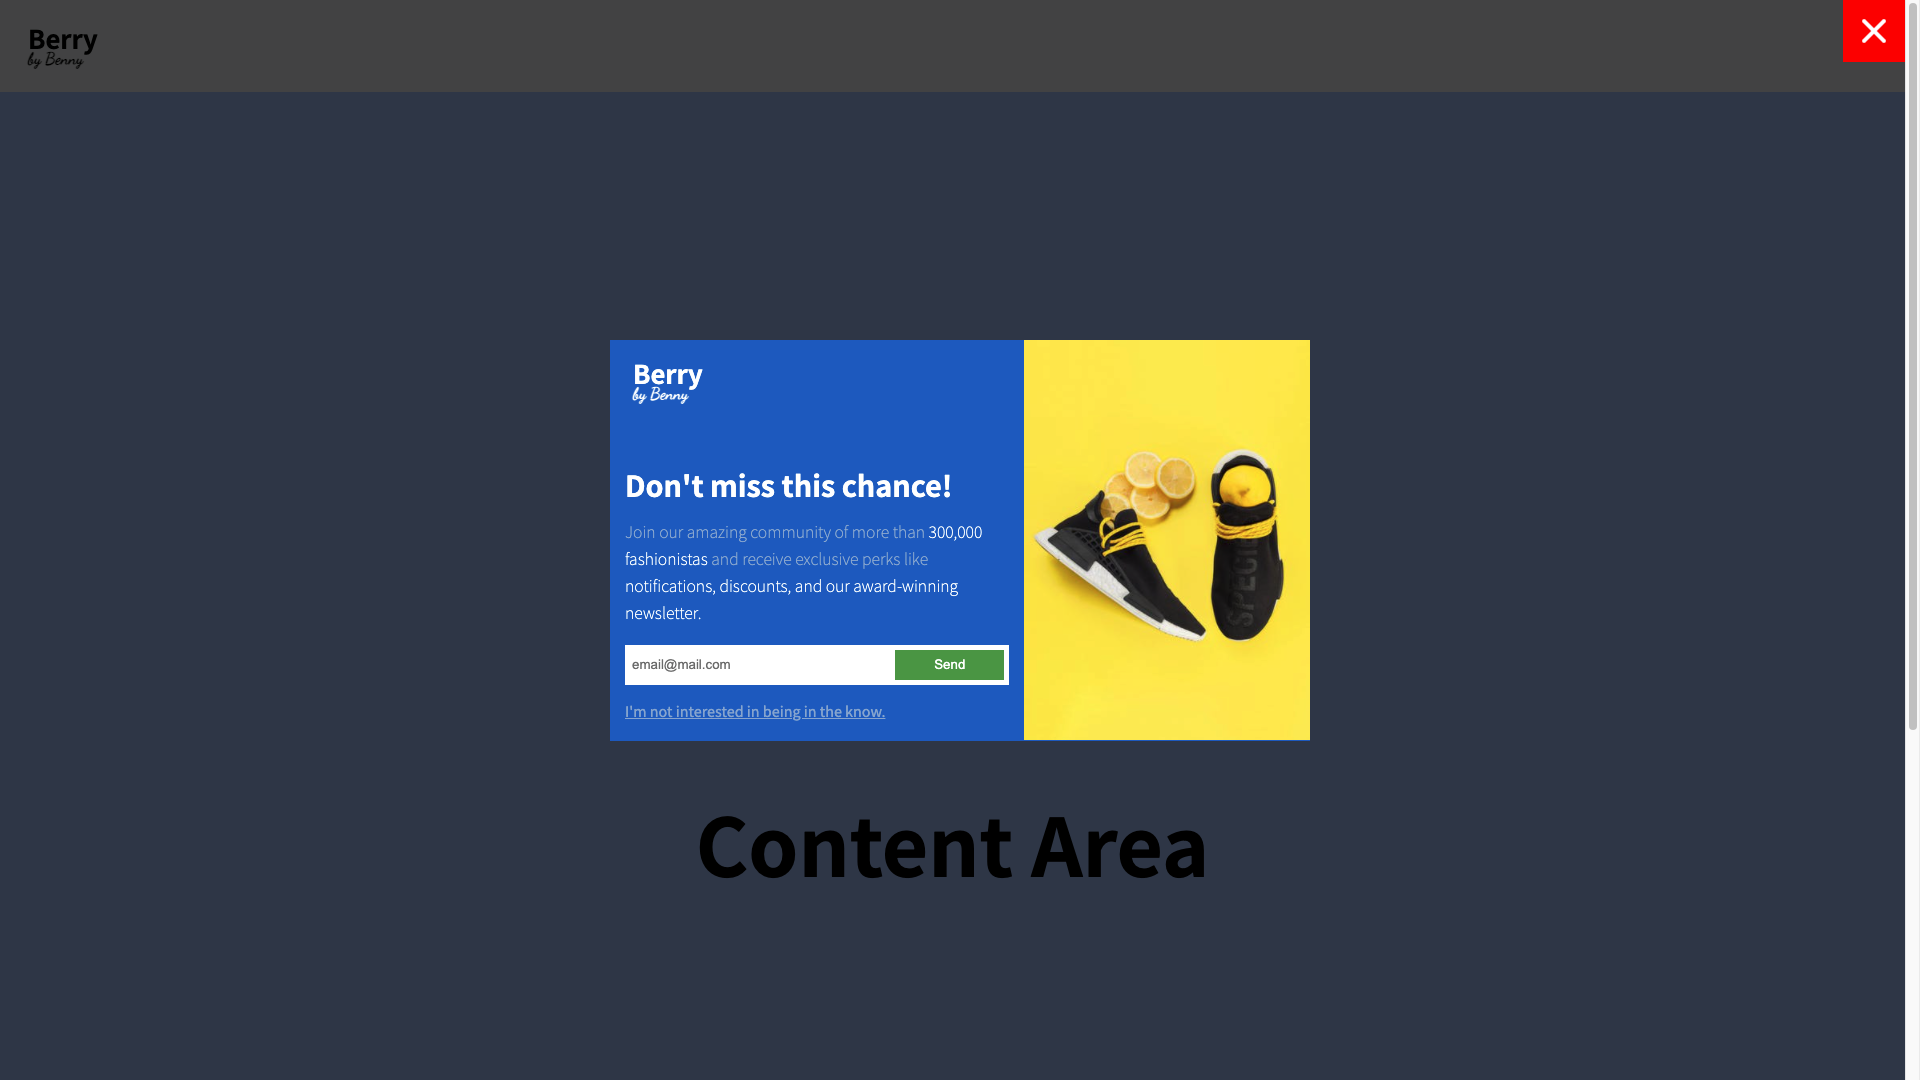 Berry
by Benny
Berry
by Benny
Don't miss this chance!
Join our amazing community of more than 300,000
fashionistas and receive exclusive perks like
notifications, discounts, and our award-winning
newsletter.
email@mail.com
Send
I'm not interested in being in the know.
SPECIE
Content Area